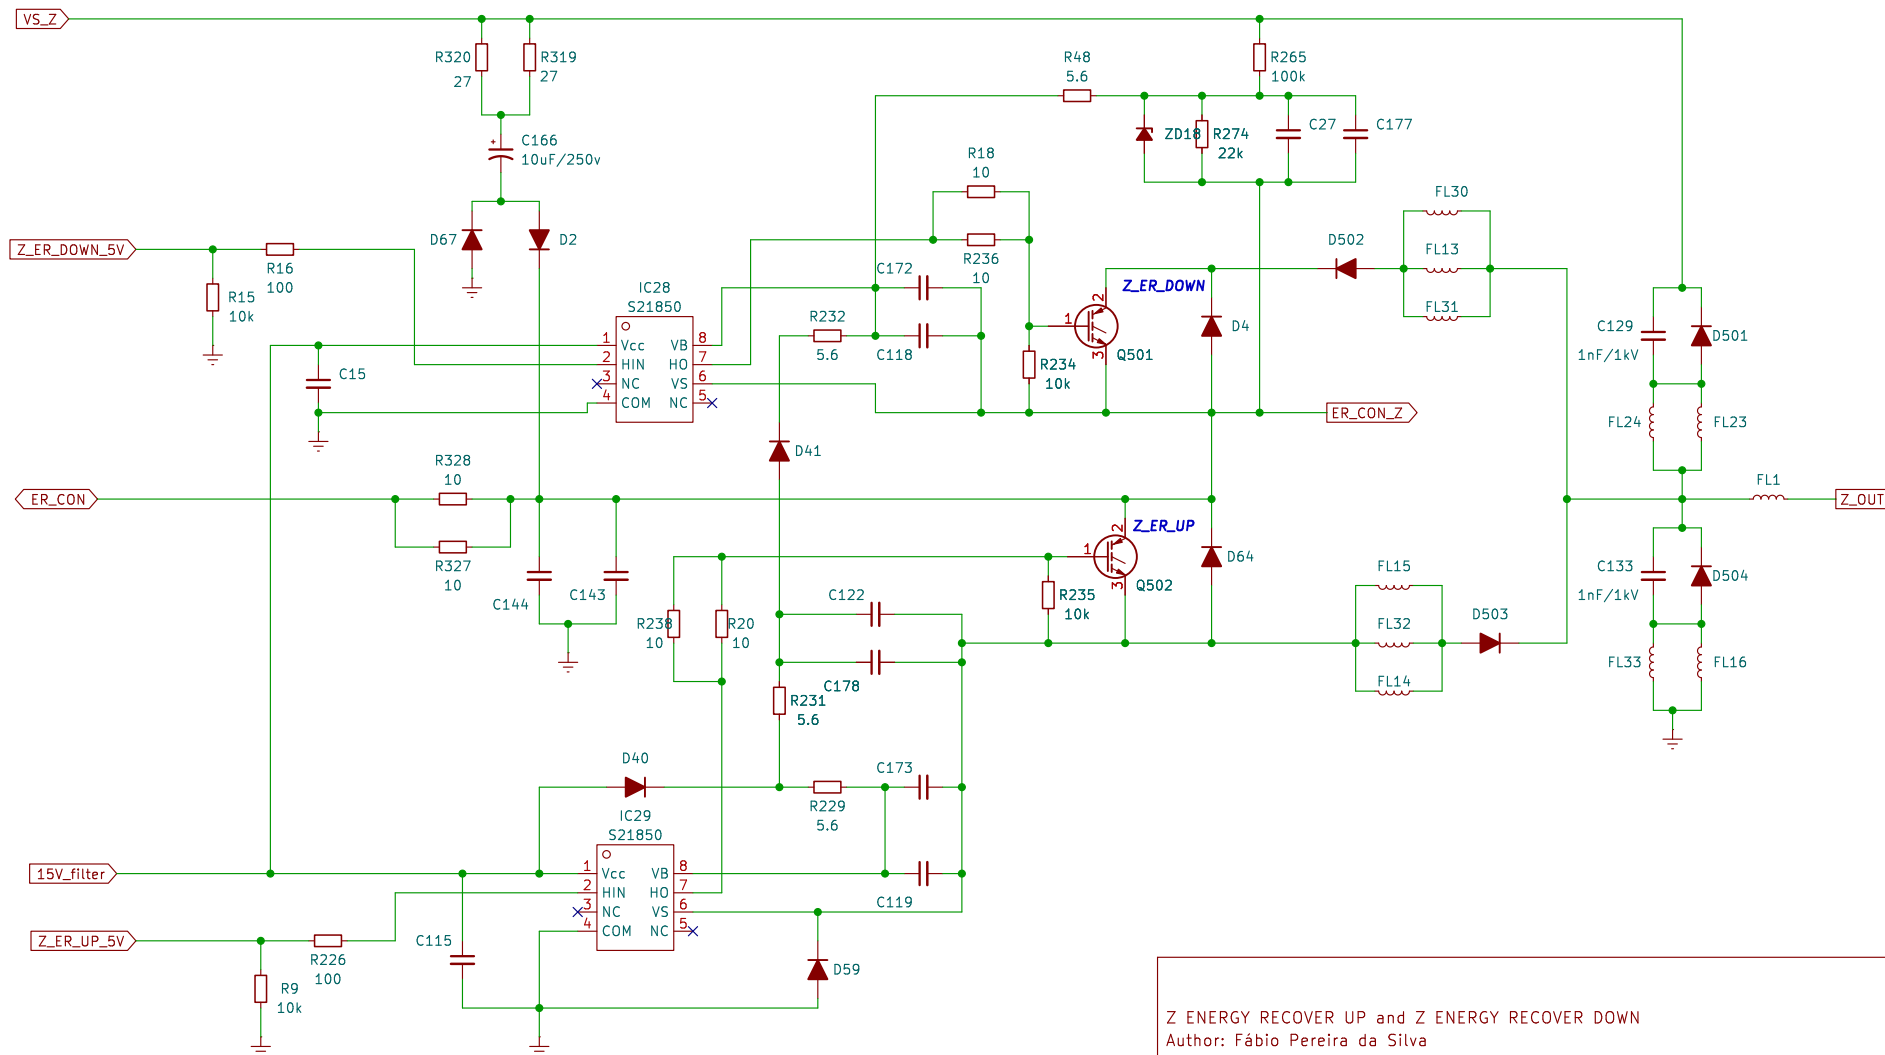 VS_Z
R320
27
R319
27
R48
5.6
R265
100k
C166
10uF/250v
ZD18
R274
22k
C27
C177
R18
10
FL30
Z_ER_DOWN_5V
R16
100
D67
D2
R236
10
D502
FL13
R15
10k
C172
Z_ER_DOWN
FL31
IC28
S21850
R232
5.6
C118
1
2
3
Q501
D4
C129
1nF/1kV
D501
1 Vcc VB 8
2 HIN HO 7
3 NC VS 6
4 COM NC 5
C15
R234
10k
ER_CON_Z
FL24
FL23
D41
R328
10
ER_CON
FL1
Z_OUT
R327
10
Z_ER_UP
1
2
3
Q502
D64
C144
C143
C122
R235
10k
FL15
C133
1nF/1kV
D504
R238
10
R20
10
FL32
D503
C178
FL14
FL33
FL16
R231
5.6
D40
C173
R229
5.6
IC29
S21850
15V_filter
1 Vcc VB 8
2 HIN HO 7
3 NC VS 6
4 COM NC 5
C119
Z_ER_UP_5V
R226
100
C115
D59
R9
10k
Z ENERGY RECOVER UP and Z ENERGY RECOVER DOWN
Author: Fábio Pereira da Silva